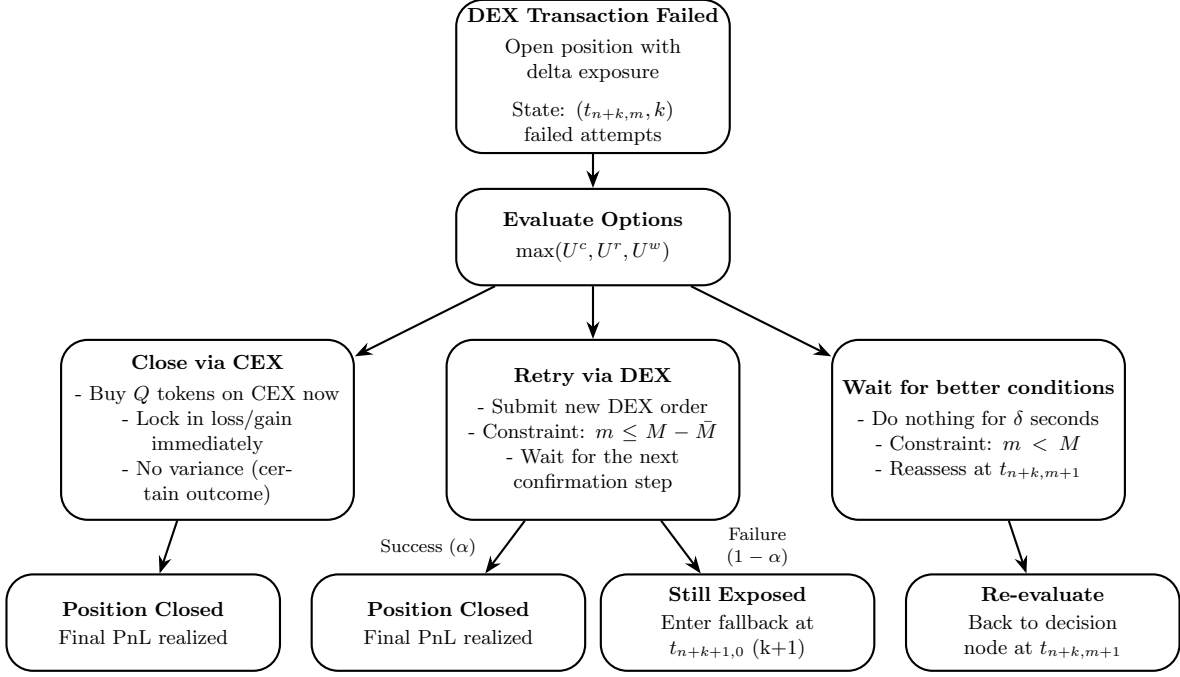 DEX Transaction Failed
Open position with
delta exposure
State: (t_{n+k,m}, k)
failed attempts
Evaluate Options
max(U^c, U^r, U^w)
Close via CEX
- Buy Q tokens on CEX now
- Lock in loss/gain
immediately
- No variance (cer-
tain outcome)
Retry via DEX
- Submit new DEX order
- Constraint: m ≤ M − M̄
- Wait for the next
confirmation step
Wait for better conditions
- Do nothing for δ seconds
- Constraint: m < M
- Reassess at t_{n+k,m+1}
Success (α)
Failure
(1 − α)
Position Closed
Final PnL realized
Position Closed
Final PnL realized
Still Exposed
Enter fallback at
t_{n+k+1,0} (k+1)
Re-evaluate
Back to decision
node at t_{n+k,m+1}